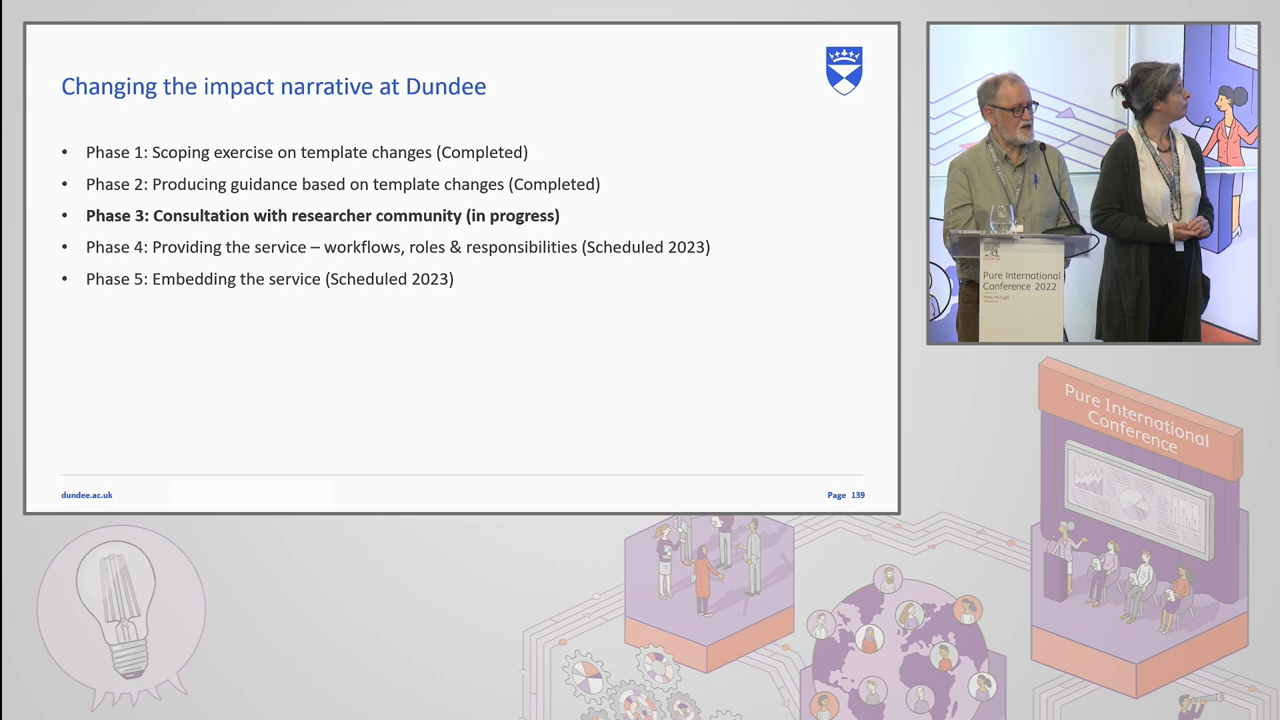 Changing the impact narrative at Dundee
• Phase 1: Scoping exercise on template changes (Completed)
• Phase 2: Producing guidance based on template changes (Completed)
• Phase 3: Consultation with researcher community (in progress)
• Phase 4: Providing the service – workflows, roles & responsibilities (Scheduled 2023)
• Phase 5: Embedding the service (Scheduled 2023)
dundee.ac.uk
Page 139
Pure International
Conference 2022
Pure International
Conference